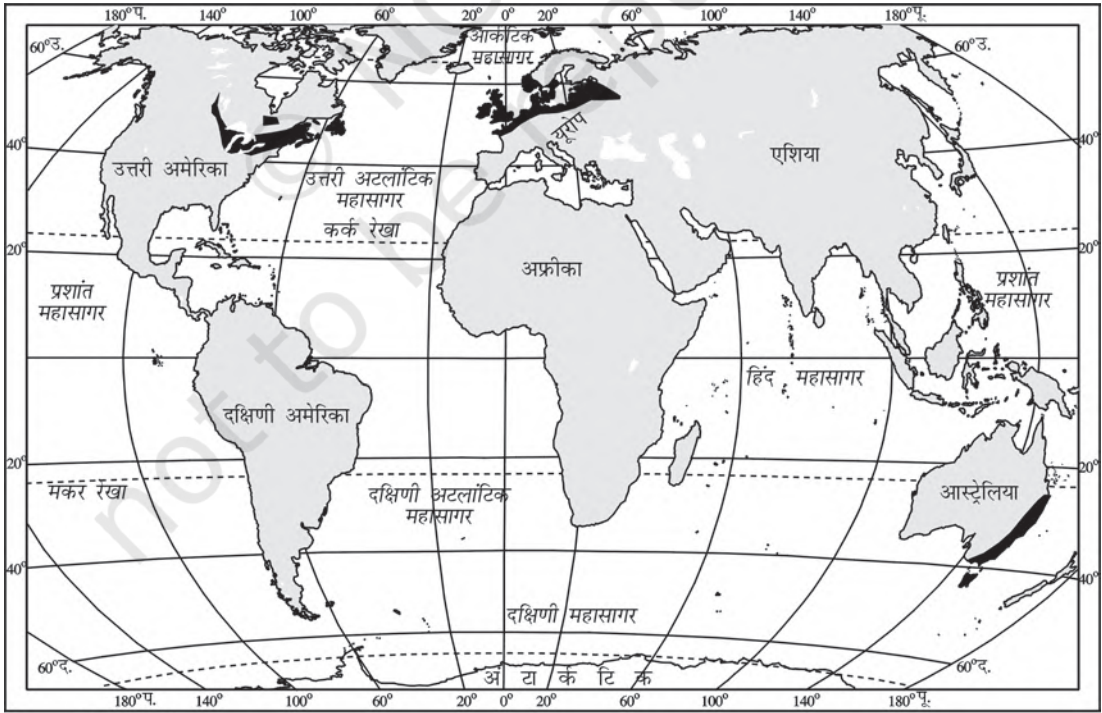 180°प. 140° 100° 60° 20° 0° 20° 60° 100° 140° 180°पू.
60°उ. 60°उ.
आर्कटिक
महासागर
यूरोप
एशिया
40° 40°
उत्तरी अमेरिका
उत्तरी अटलांटिक
महासागर
कर्क रेखा
20° 20°
अफ्रीका
प्रशांत
महासागर
प्रशांत
महासागर
हिंद महासागर
दक्षिणी अमेरिका
20° 20°
मकर रेखा
दक्षिणी अटलांटिक
महासागर
आस्ट्रेलिया
40° 40°
दक्षिणी महासागर
60°द. 60°द.
अ टा र्क टि क
180°प. 140° 100° 60° 20° 0° 20° 60° 100° 140° 180°पू.
not to be